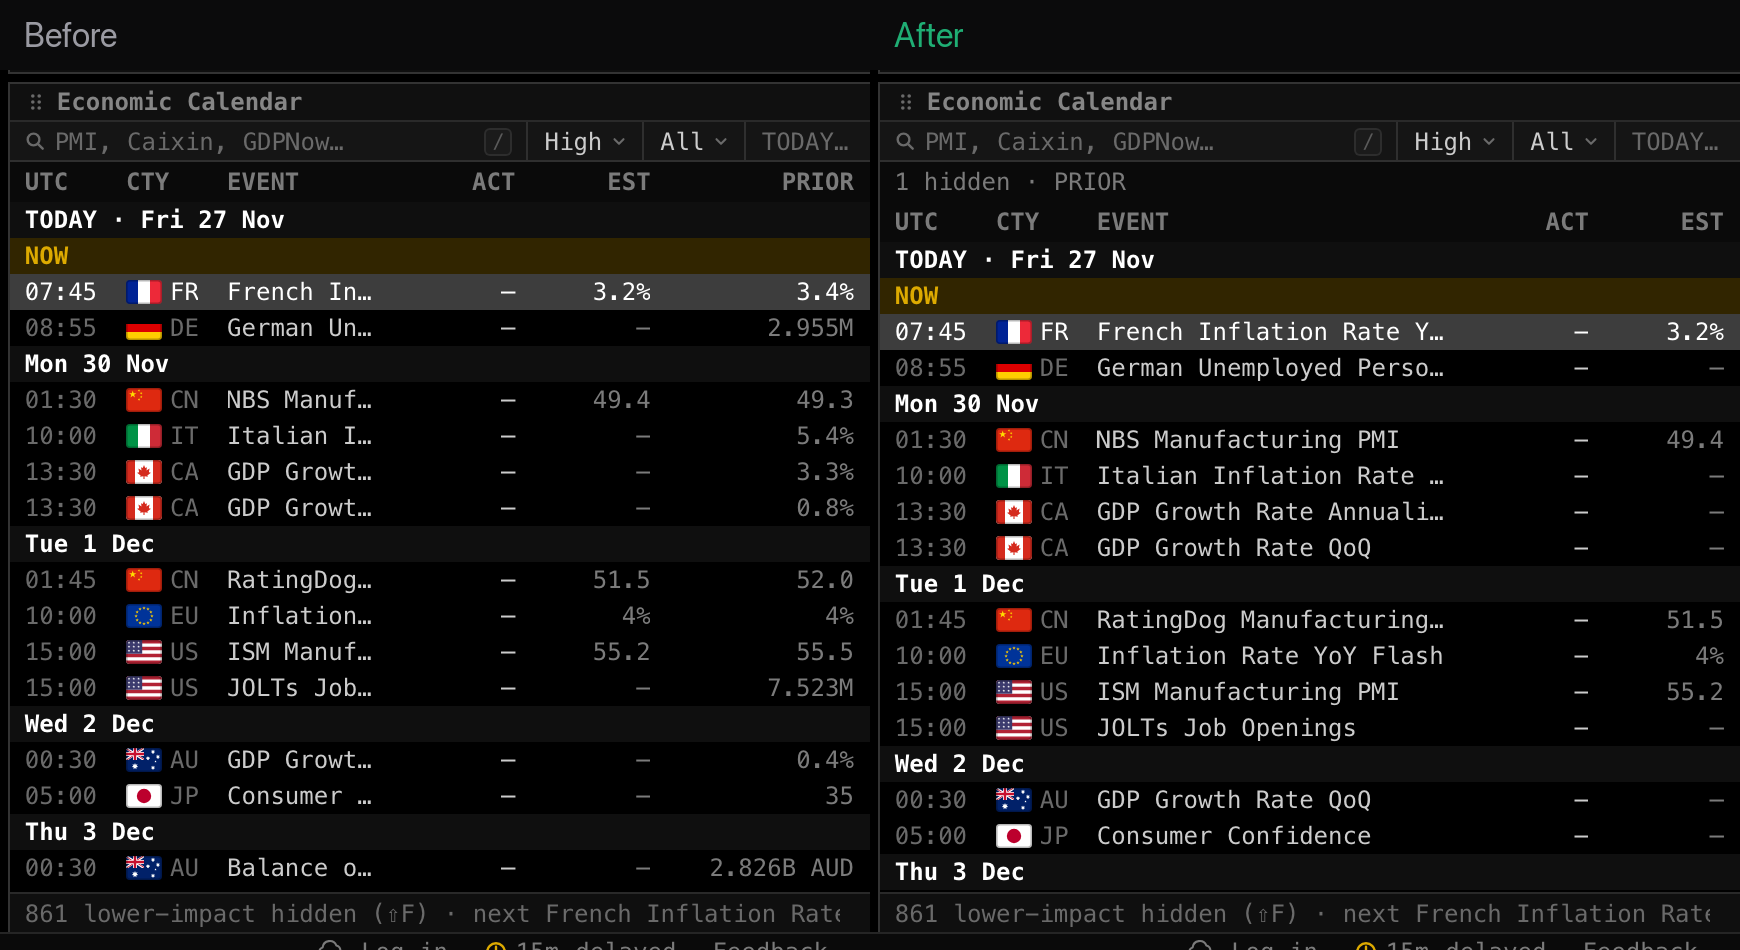 Before
Economic Calendar
PMI, Caixin, GDPNow… / High All TODAY…
UTC CTY EVENT ACT EST PRIOR
TODAY · Fri 27 Nov
NOW
07:45 FR French In… — 3.2% 3.4%
08:55 DE German Un… — — 2.955M
Mon 30 Nov
01:30 CN NBS Manuf… — 49.4 49.3
10:00 IT Italian I… — — 5.4%
13:30 CA GDP Growt… — — 3.3%
13:30 CA GDP Growt… — — 0.8%
Tue 1 Dec
01:45 CN RatingDog… — 51.5 52.0
10:00 EU Inflation… — 4% 4%
15:00 US ISM Manuf… — 55.2 55.5
15:00 US JOLTs Job… — — 7.523M
Wed 2 Dec
00:30 AU GDP Growt… — — 0.4%
05:00 JP Consumer … — — 35
Thu 3 Dec
00:30 AU Balance o… — — 2.826B AUD
861 lower-impact hidden (⇧F) · next French Inflation Rate
Log in 15m delayed Feedback
After
Economic Calendar
PMI, Caixin, GDPNow… / High All TODAY…
1 hidden · PRIOR
UTC CTY EVENT ACT EST
TODAY · Fri 27 Nov
NOW
07:45 FR French Inflation Rate Y… — 3.2%
08:55 DE German Unemployed Perso… — —
Mon 30 Nov
01:30 CN NBS Manufacturing PMI — 49.4
10:00 IT Italian Inflation Rate … — —
13:30 CA GDP Growth Rate Annuali… — —
13:30 CA GDP Growth Rate QoQ — —
Tue 1 Dec
01:45 CN RatingDog Manufacturing… — 51.5
10:00 EU Inflation Rate YoY Flash — 4%
15:00 US ISM Manufacturing PMI — 55.2
15:00 US JOLTs Job Openings — —
Wed 2 Dec
00:30 AU GDP Growth Rate QoQ — —
05:00 JP Consumer Confidence — —
Thu 3 Dec
861 lower-impact hidden (⇧F) · next French Inflation Rate
Log in 15m delayed Feedback